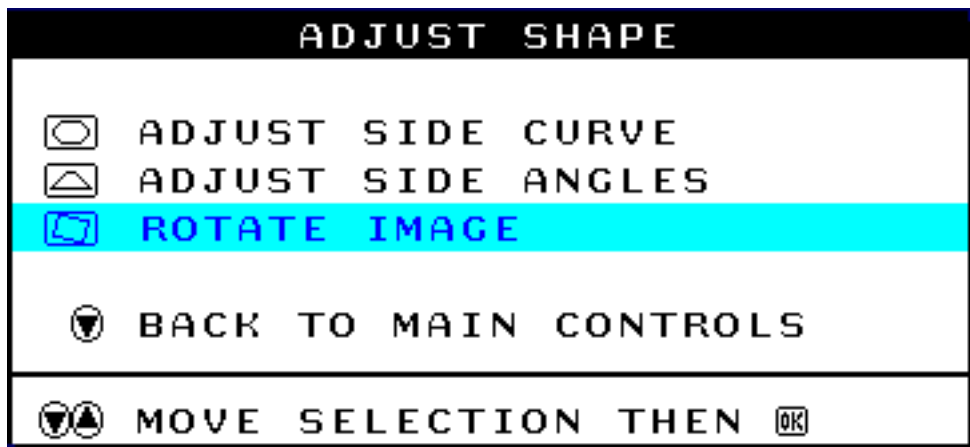 ADJUST SHAPE
ADJUST SIDE CURVE
ADJUST SIDE ANGLES
ROTATE IMAGE
BACK TO MAIN CONTROLS
MOVE SELECTION THEN OK